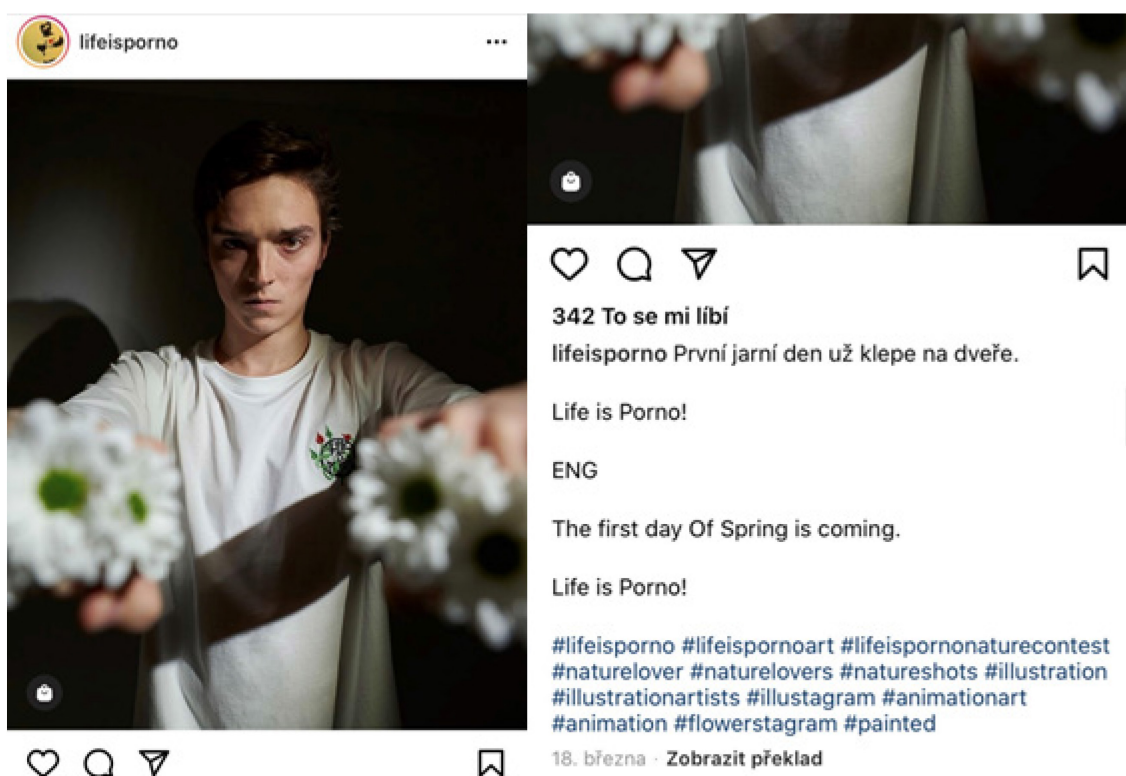 lifeisporno
342 To se mi líbí
lifeisporno První jarní den už klepe na dveře.
Life is Porno!
ENG
The first day Of Spring is coming.
Life is Porno!
#lifeisporno #lifeispornoart #lifeispornonaturecontest
#naturelover #naturelovers #natureshots #illustration
#illustrationartists #illustagram #animationart
#animation #flowerstagram #painted
18. března · Zobrazit překlad